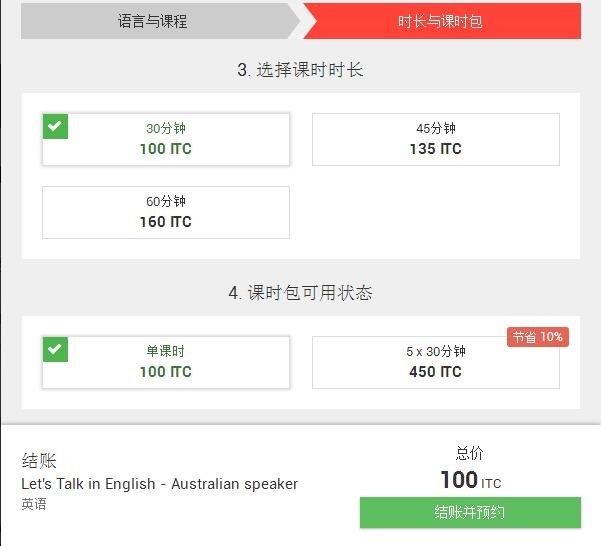 语言与课程
时长与课时包
3. 选择课时时长
30分钟
100 ITC
45分钟
135 ITC
60分钟
160 ITC
4. 课时包可用状态
单课时
100 ITC
节省 10%
5 x 30分钟
450 ITC
结账
Let's Talk in English - Australian speaker
英语
总价
100 ITC
结账并预约